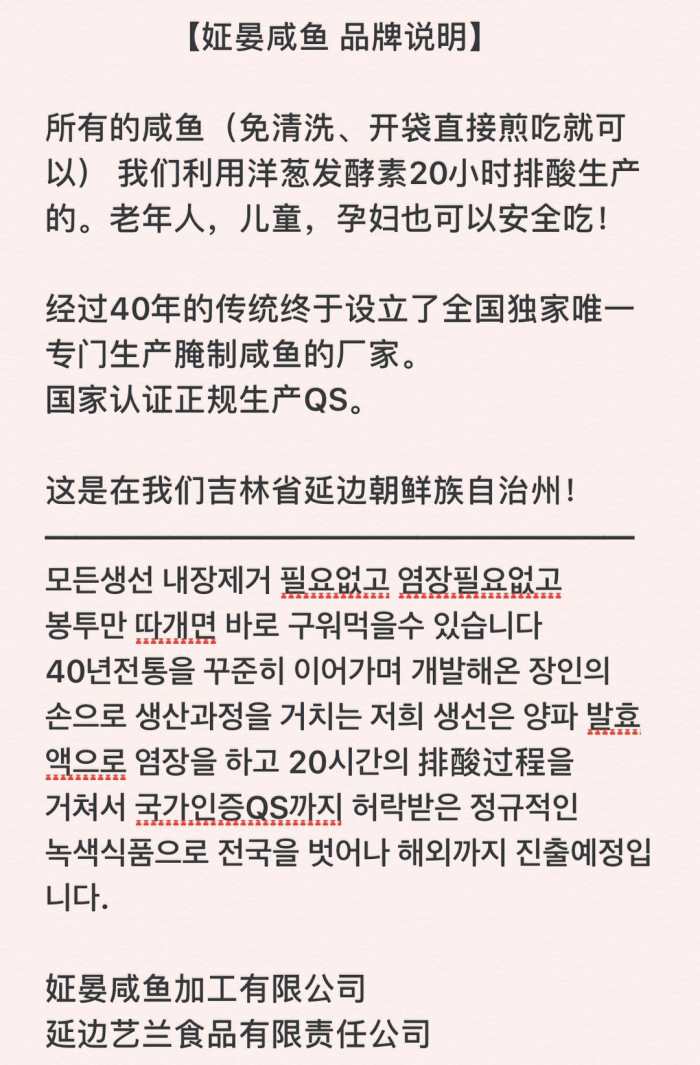 【姃晏咸鱼 品牌说明】
所有的咸鱼（免清洗、开袋直接煎吃就可
以） 我们利用洋葱发酵素20小时排酸生产
的。老年人，儿童，孕妇也可以安全吃！
经过40年的传统终于设立了全国独家唯一
专门生产腌制咸鱼的厂家。
国家认证正规生产QS。
这是在我们吉林省延边朝鲜族自治州！
모든생선 내장제거 필요없고 염장필요없고
봉투만 따개면 바로 구워먹을수 있습니다
40년전통을 꾸준히 이어가며 개발해온 장인의
손으로 생산과정을 거치는 저희 생선은 양파 발효
액으로 염장을 하고 20시간의 排酸过程을
거쳐서 국가인증QS까지 허락받은 정규적인
녹색식품으로 전국을 벗어나 해외까지 진출예정입
니다.
姃晏咸鱼加工有限公司
延边艺兰食品有限责任公司